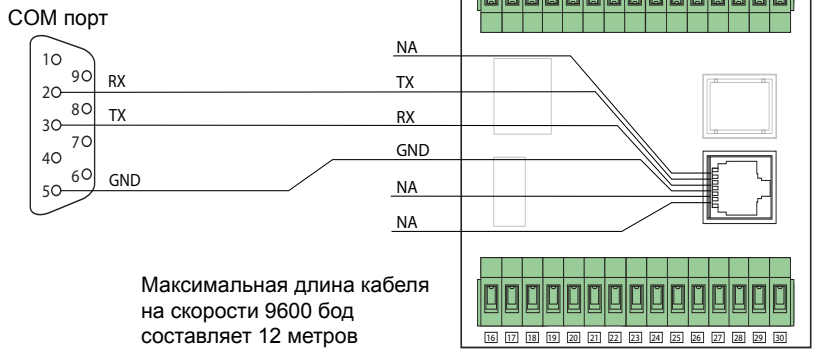 COM порт
NA
1
9
RX
TX
2
8
TX
RX
3
7
GND
4
6
GND
5
NA
NA
Максимальная длина кабеля
на скорости 9600 бод
составляет 12 метров
16 17 18 19 20 21 22 23 24 25 26 27 28 29 30